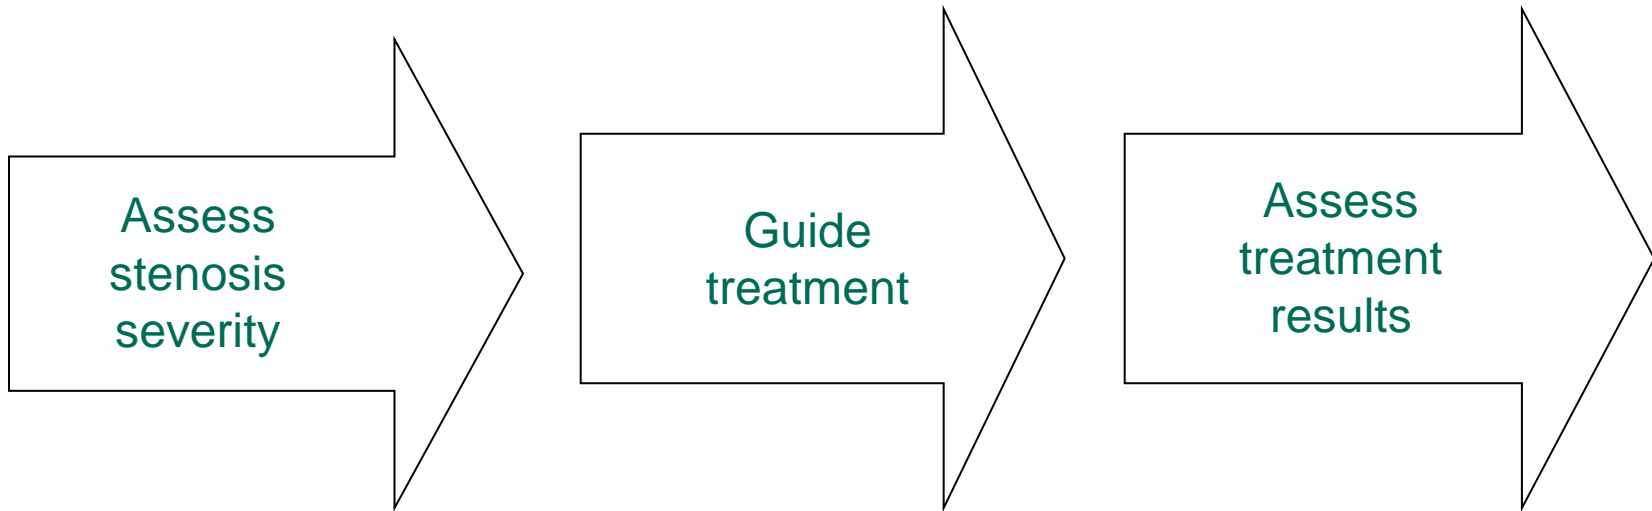 Assess
stenosis
severity
Guide
treatment
Assess
treatment
results